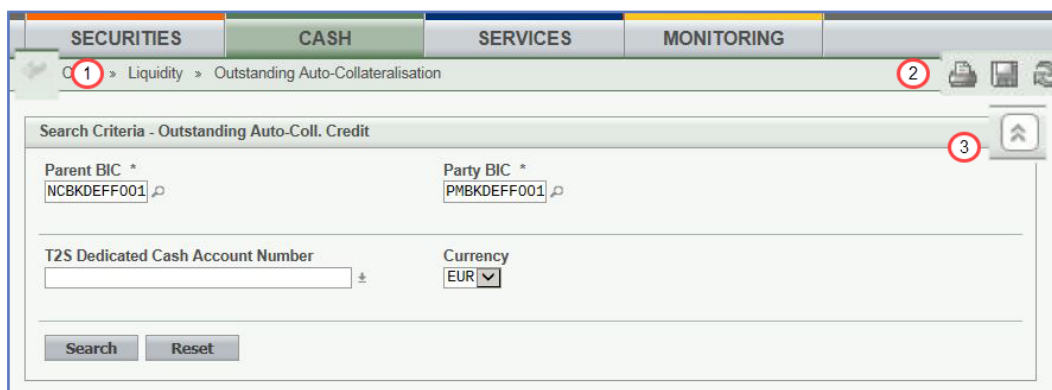 SECURITIES CASH SERVICES MONITORING
1 » Liquidity » Outstanding Auto-Collateralisation 2
Search Criteria - Outstanding Auto-Coll. Credit
3
Parent BIC * Party BIC *
NCBKDEFF001 PMBKDEFF001
T2S Dedicated Cash Account Number Currency
EUR
Search Reset